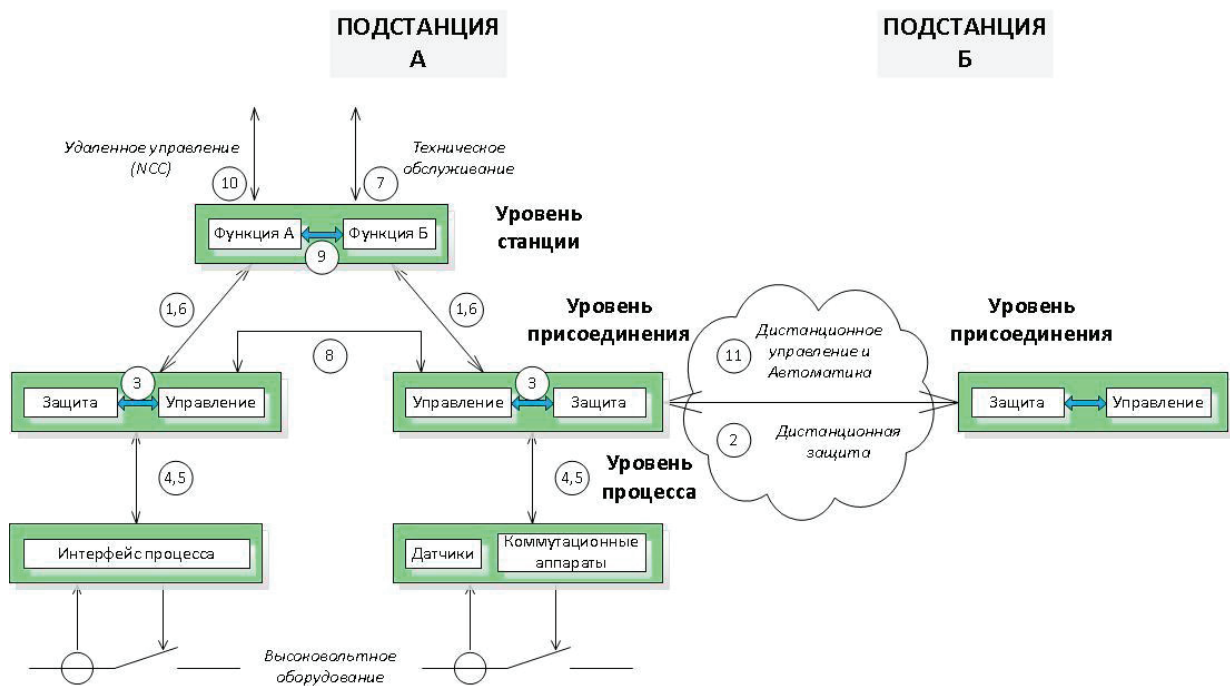 ПОДСТАНЦИЯ
А
ПОДСТАНЦИЯ
Б
Удаленное управление
(NCC)
10
Техническое
обслуживание
7
Уровень
станции
Функция А
Функция Б
9
1,6
1,6
8
Уровень
присоединения
Уровень
присоединения
11
Дистанционное
управление и
Автоматика
3
Защита
Управление
3
Управление
Защита
Защита
Управление
2
Дистанционная
защита
4,5
4,5
Уровень
процесса
Интерфейс процесса
Датчики
Коммутационные
аппараты
Высоковольтное
оборудование